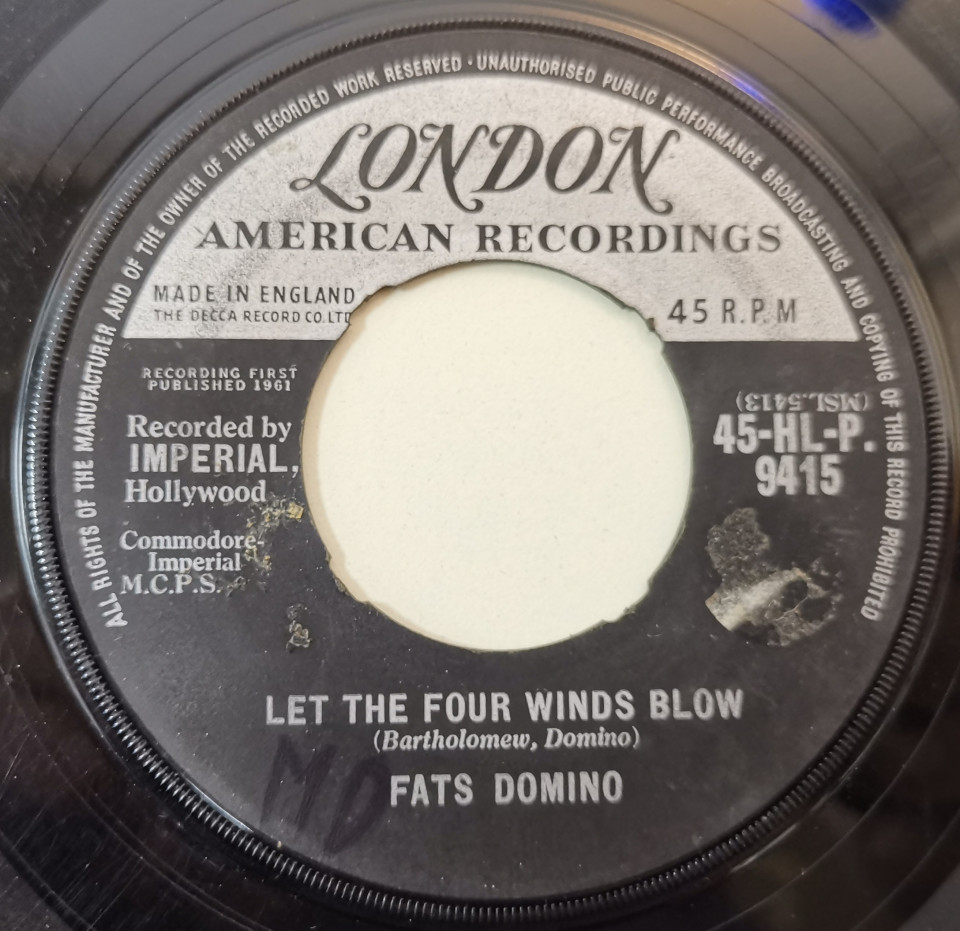 ALL RIGHTS OF THE MANUFACTURER AND OF THE OWNER OF THE RECORDED WORK RESERVED · UNAUTHORISED PUBLIC PERFORMANCE BROADCASTING AND COPYING OF THIS RECORD PROHIBITED
LONDON
AMERICAN RECORDINGS
MADE IN ENGLAND
THE DECCA RECORD CO. LTD
45 R.P.M
RECORDING FIRST
PUBLISHED 1961
Recorded by
IMPERIAL,
Hollywood
Commodore-
Imperial
M.C.P.S.
(MSL.5413)
45-HL-P.
9415
LET THE FOUR WINDS BLOW
(Bartholomew, Domino)
FATS DOMINO